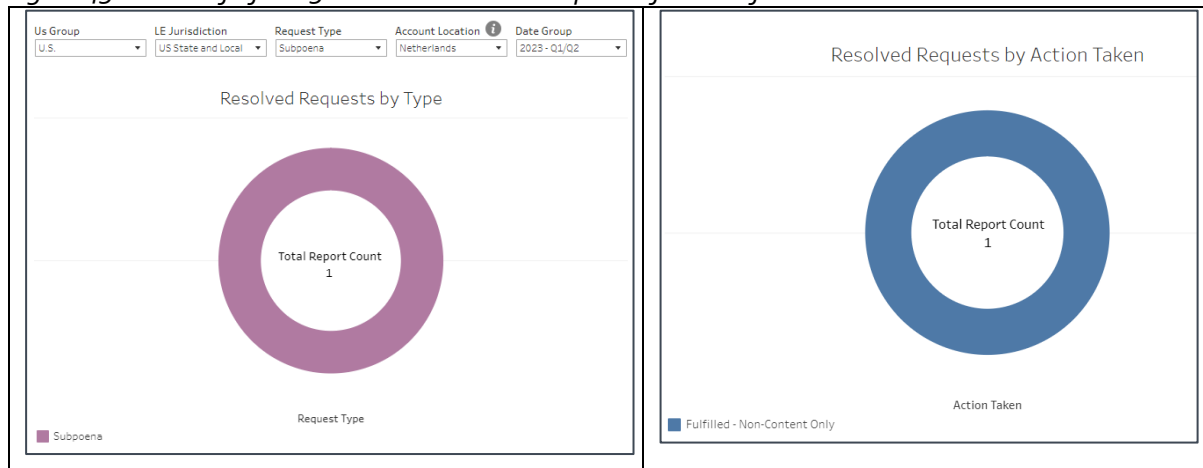 Us Group LE Jurisdiction Request Type Account Location i Date Group
U.S. US State and Local Subpoena Netherlands 2023 - Q1/Q2
Resolved Requests by Type
Total Report Count
1
Request Type
Subpoena
Resolved Requests by Action Taken
Total Report Count
1
Action Taken
Fulfilled - Non-Content Only